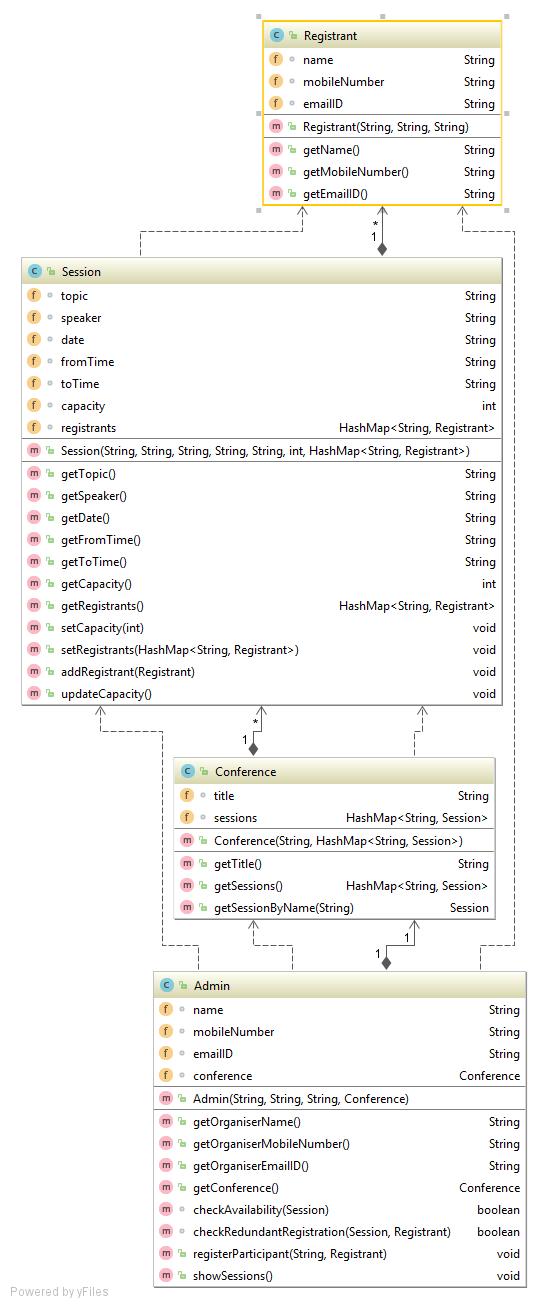 C Registrant
f name String
f mobileNumber String
f emailID String
m Registrant(String, String, String)
m getName() String
m getMobileNumber() String
m getEmailID() String
*
1
C Session
f topic String
f speaker String
f date String
f fromTime String
f toTime String
f capacity int
f registrants HashMap<String, Registrant>
m Session(String, String, String, String, String, int, HashMap<String, Registrant>)
m getTopic() String
m getSpeaker() String
m getDate() String
m getFromTime() String
m getToTime() String
m getCapacity() int
m getRegistrants() HashMap<String, Registrant>
m setCapacity(int) void
m setRegistrants(HashMap<String, Registrant>) void
m addRegistrant(Registrant) void
m updateCapacity() void
*
1
C Conference
f title String
f sessions HashMap<String, Session>
m Conference(String, HashMap<String, Session>)
m getTitle() String
m getSessions() HashMap<String, Session>
m getSessionByName(String) Session
1
1
C Admin
f name String
f mobileNumber String
f emailID String
f conference Conference
m Admin(String, String, String, Conference)
m getOrganiserName() String
m getOrganiserMobileNumber() String
m getOrganiserEmailID() String
m getConference() Conference
m checkAvailability(Session) boolean
m checkRedundantRegistration(Session, Registrant) boolean
m registerParticipant(String, Registrant) void
m showSessions() void
Powered by yFiles